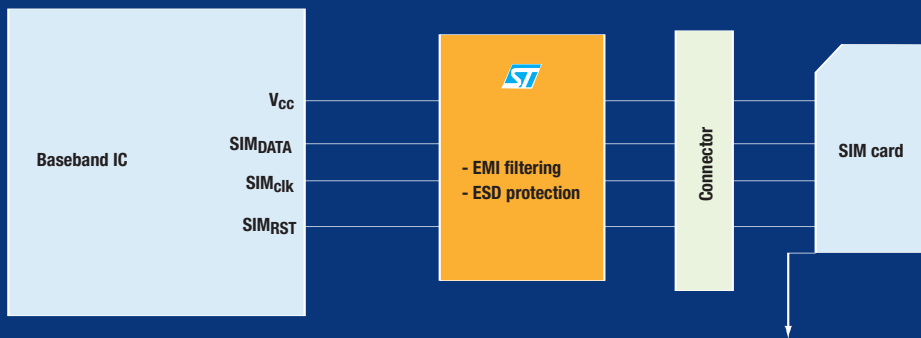 Baseband IC
VCC
SIMDATA
SIMclk
SIMRST
ST
- EMI filtering
- ESD protection
Connector
SIM card